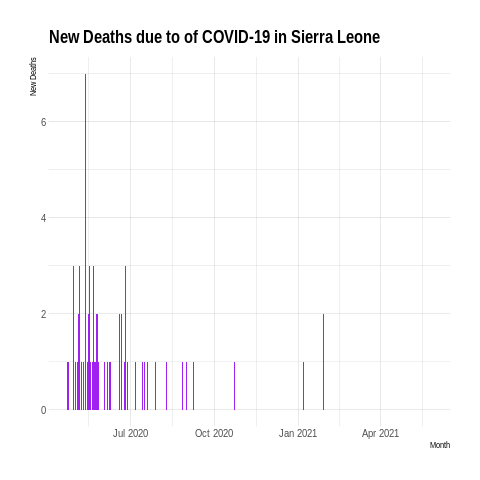 New Deaths due to of COVID-19 in Sierra Leone
New Deaths
6
4
2
0
Jul 2020 Oct 2020 Jan 2021 Apr 2021
Month